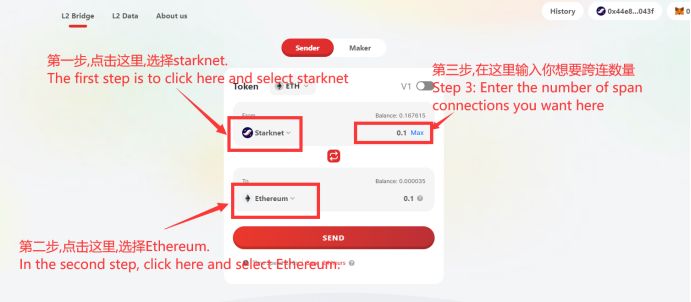 L2 Bridge L2 Data About us History 0x44e8...043f
Sender Maker
第一步,点击这里,选择starknet.
The first step is to click here and select starknet
第三步,在这里输入你想要跨连数量
Step 3: Enter the number of span
connections you want here
Token ETH V1
From Balance: 0.167615
Starknet 0.1 Max
To Balance: 0.000035
Ethereum 0.1
SEND
第二步,点击这里,选择Ethereum.
In the second step, click here and select Ethereum.